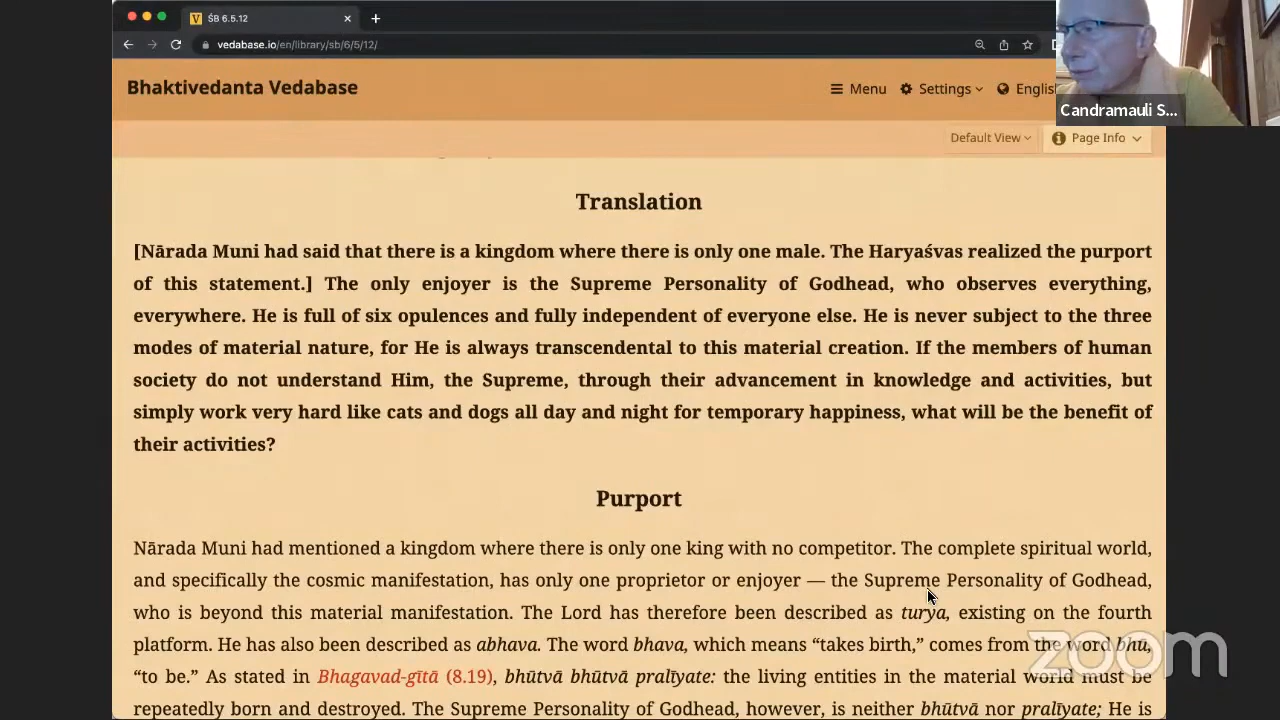 ŚB 6.5.12
vedabase.io/en/library/sb/6/5/12/
Bhaktivedanta Vedabase
Menu Settings English
Candramauli S...
Default View Page Info
Translation
[Nārada Muni had said that there is a kingdom where there is only one male. The Haryaśvas realized the purport
of this statement.] The only enjoyer is the Supreme Personality of Godhead, who observes everything,
everywhere. He is full of six opulences and fully independent of everyone else. He is never subject to the three
modes of material nature, for He is always transcendental to this material creation. If the members of human
society do not understand Him, the Supreme, through their advancement in knowledge and activities, but
simply work very hard like cats and dogs all day and night for temporary happiness, what will be the benefit of
their activities?
Purport
Nārada Muni had mentioned a kingdom where there is only one king with no competitor. The complete spiritual world,
and specifically the cosmic manifestation, has only one proprietor or enjoyer — the Supreme Personality of Godhead,
who is beyond this material manifestation. The Lord has therefore been described as turya, existing on the fourth
platform. He has also been described as abhava. The word bhava, which means “takes birth,” comes from the word bhū,
“to be.” As stated in Bhagavad-gītā (8.19), bhūtvā bhūtvā pralīyate: the living entities in the material world must be
repeatedly born and destroyed. The Supreme Personality of Godhead, however, is neither bhūtvā nor pralīyate; He is
zoom